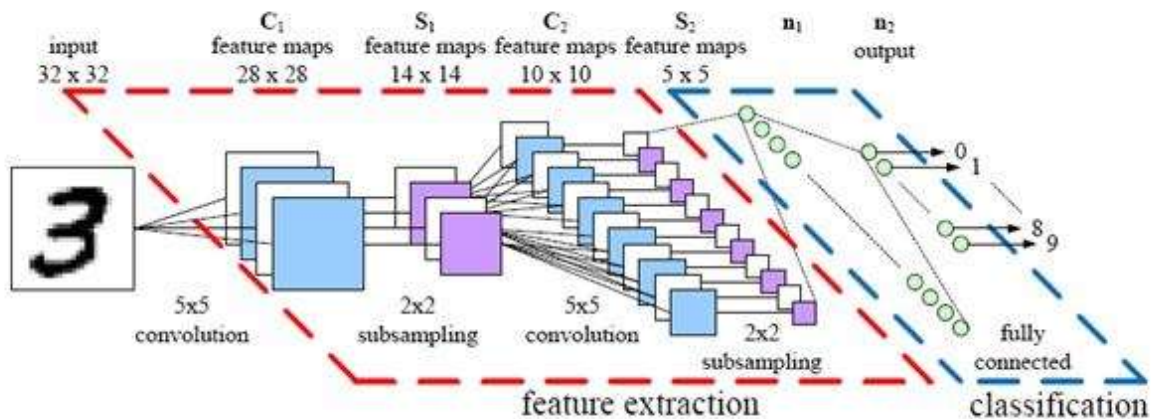 C₁ S₁ C₂ S₂ n₁ n₂
input feature maps feature maps feature maps feature maps output
32 x 32 28 x 28 14 x 14 10 x 10 5 x 5
0
1
8
9
5x5 2x2 5x5 2x2 fully
convolution subsampling convolution subsampling connected
feature extraction classification